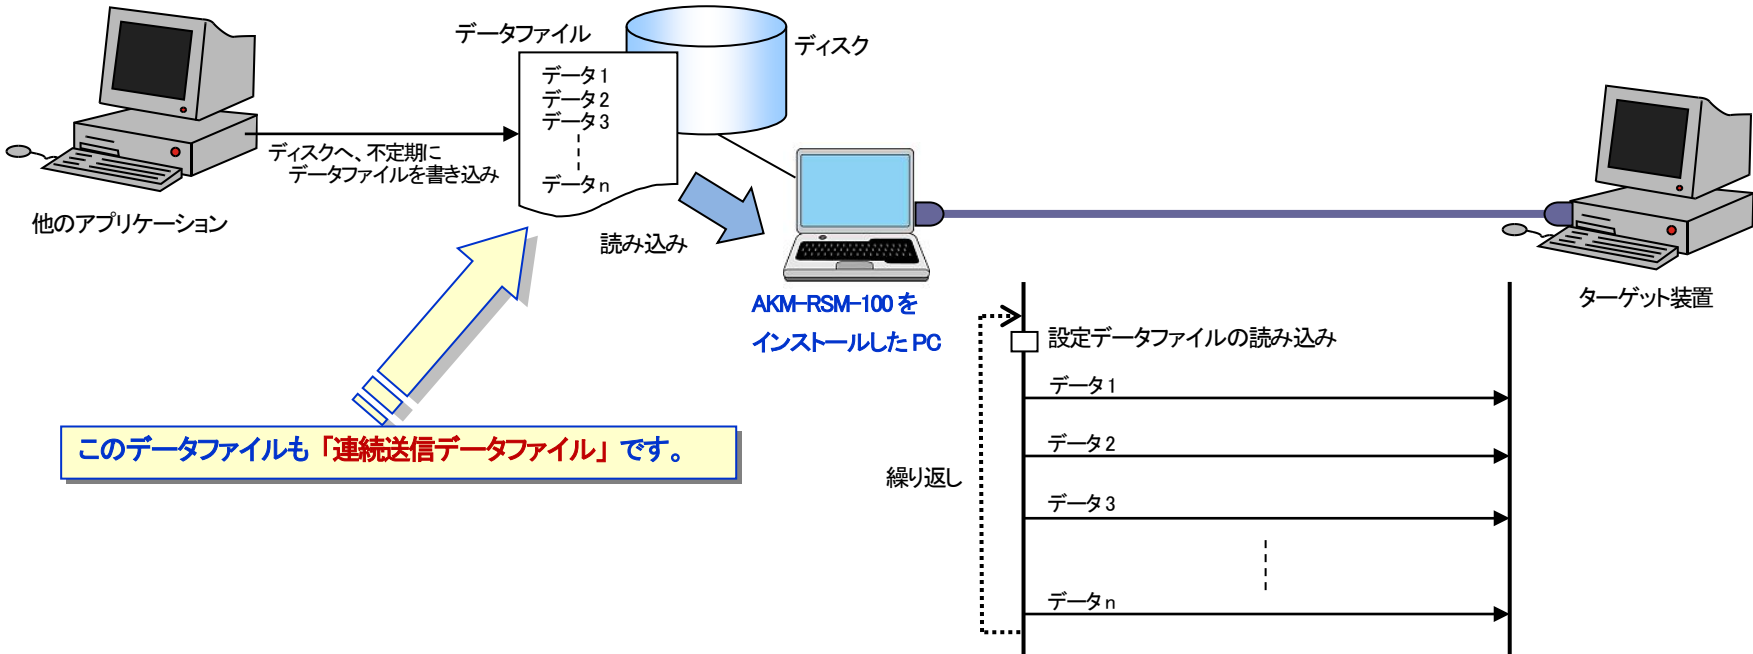 データファイル
ディスク
データ1
データ2
データ3
データn
ディスクへ、不定期に
データファイルを書き込み
他のアプリケーション
読み込み
AKM-RSM-100を
インストールしたPC
ターゲット装置
設定データファイルの読み込み
データ1
データ2
データ3
データn
繰り返し
このデータファイルも「連続送信データファイル」です。